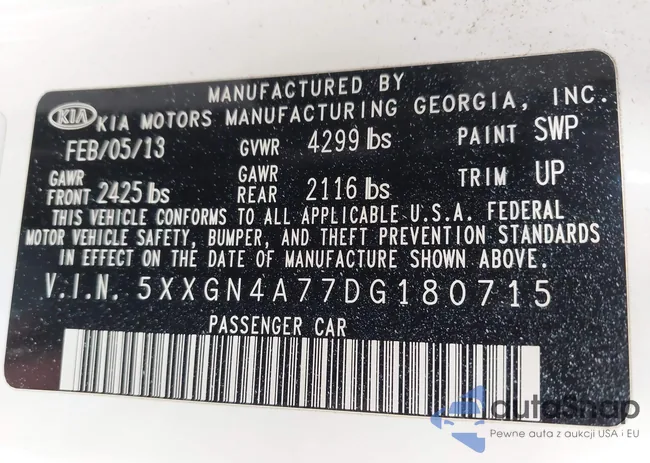 MANUFACTURED BY
KIA KIA MOTORS MANUFACTURING GEORGIA, INC.
FEB/05/13 GVWR 4299 lbs PAINT SWP
GAWR FRONT 2425 lbs GAWR REAR 2116 lbs TRIM UP
THIS VEHICLE CONFORMS TO ALL APPLICABLE U.S.A. FEDERAL
MOTOR VEHICLE SAFETY, BUMPER, AND THEFT PREVENTION STANDARDS
IN EFFECT ON THE DATE OF MANUFACTURE SHOWN ABOVE.
V.I.N. 5XXGN4A77DG180715
PASSENGER CAR
autaSnap
Pewne auta z aukcji USA i EU